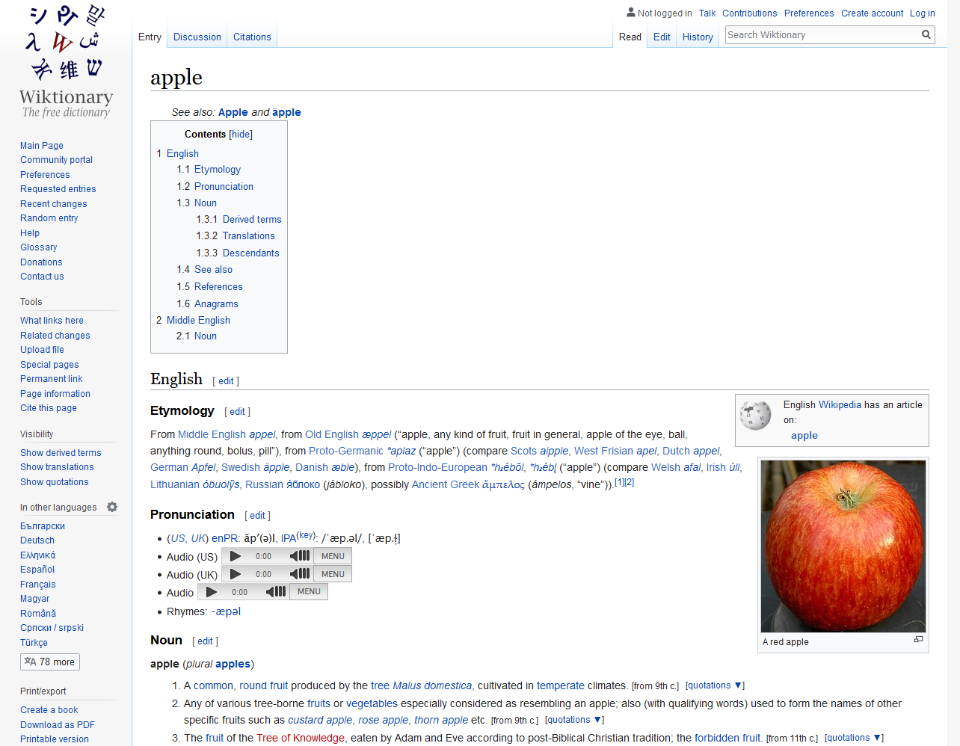 Not logged in Talk Contributions Preferences Create account Log in
Entry Discussion Citations Read Edit History Search Wiktionary
Wiktionary
The free dictionary
Main Page
Community portal
Preferences
Requested entries
Recent changes
Random entry
Help
Glossary
Donations
Contact us
Tools
What links here
Related changes
Upload file
Special pages
Permanent link
Page information
Cite this page
Visibility
Show derived terms
Show translations
Show quotations
In other languages
Български
Deutsch
Ελληνικά
Español
Français
Magyar
Română
Српски / srpski
Türkçe
78 more
Print/export
Create a book
Download as PDF
Printable version
apple
See also: Apple and äpple
Contents [hide]
1 English
1.1 Etymology
1.2 Pronunciation
1.3 Noun
1.3.1 Derived terms
1.3.2 Translations
1.3.3 Descendants
1.4 See also
1.5 References
1.6 Anagrams
2 Middle English
2.1 Noun
English [ edit ]
Etymology [ edit ]
From Middle English appel, from Old English æppel (“apple, any kind of fruit, fruit in general, apple of the eye, ball,
anything round, bolus, pill”), from Proto-Germanic *aplaz (“apple”) (compare Scots aipple, West Frisian apel, Dutch appel,
German Apfel, Swedish äpple, Danish æble), from Proto-Indo-European *h₂ébōl, *h₂ébl̥ (“apple”) (compare Welsh afal, Irish úll,
Lithuanian óbuolỹs, Russian я́блоко (jábloko), possibly Ancient Greek ἄμπελος (ámpelos, “vine”)).[1][2]
English Wikipedia has an article
on:
apple
A red apple
Pronunciation [ edit ]
• (US, UK) enPR: ăp′(ə)l, IPA(key): /ˈæp.əl/, [ˈæp.ɫ̩]
• Audio (US) 0:00 MENU
• Audio (UK) 0:00 MENU
• Audio 0:00 MENU
• Rhymes: -æpəl
Noun [ edit ]
apple (plural apples)
1. A common, round fruit produced by the tree Malus domestica, cultivated in temperate climates. [from 9th c.] [quotations ▼]
2. Any of various tree-borne fruits or vegetables especially considered as resembling an apple; also (with qualifying words) used to form the names of other
specific fruits such as custard apple, rose apple, thorn apple etc. [from 9th c.] [quotations ▼]
3. The fruit of the Tree of Knowledge, eaten by Adam and Eve according to post-Biblical Christian tradition; the forbidden fruit. [from 11th c.] [quotations ▼]